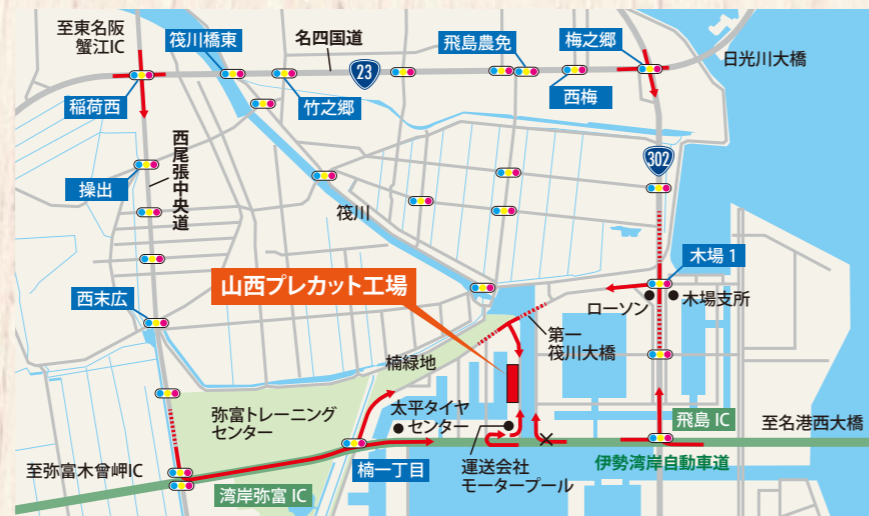 至東名阪
蟹江IC
筏川橋東
名四国道
23
飛島農免
梅之郷
日光川大橋
稲荷西
竹之郷
西梅
西尾張中央道
操出
302
筏川
山西プレカット工場
木場1
西末広
ローソン
木場支所
第一
筏川大橋
楠緑地
弥富トレーニング
センター
太平タイヤ
センター
飛島 IC
至名港西大橋
至弥富木曾岬IC
楠一丁目
運送会社
モータープール
伊勢湾岸自動車道
湾岸弥富 IC